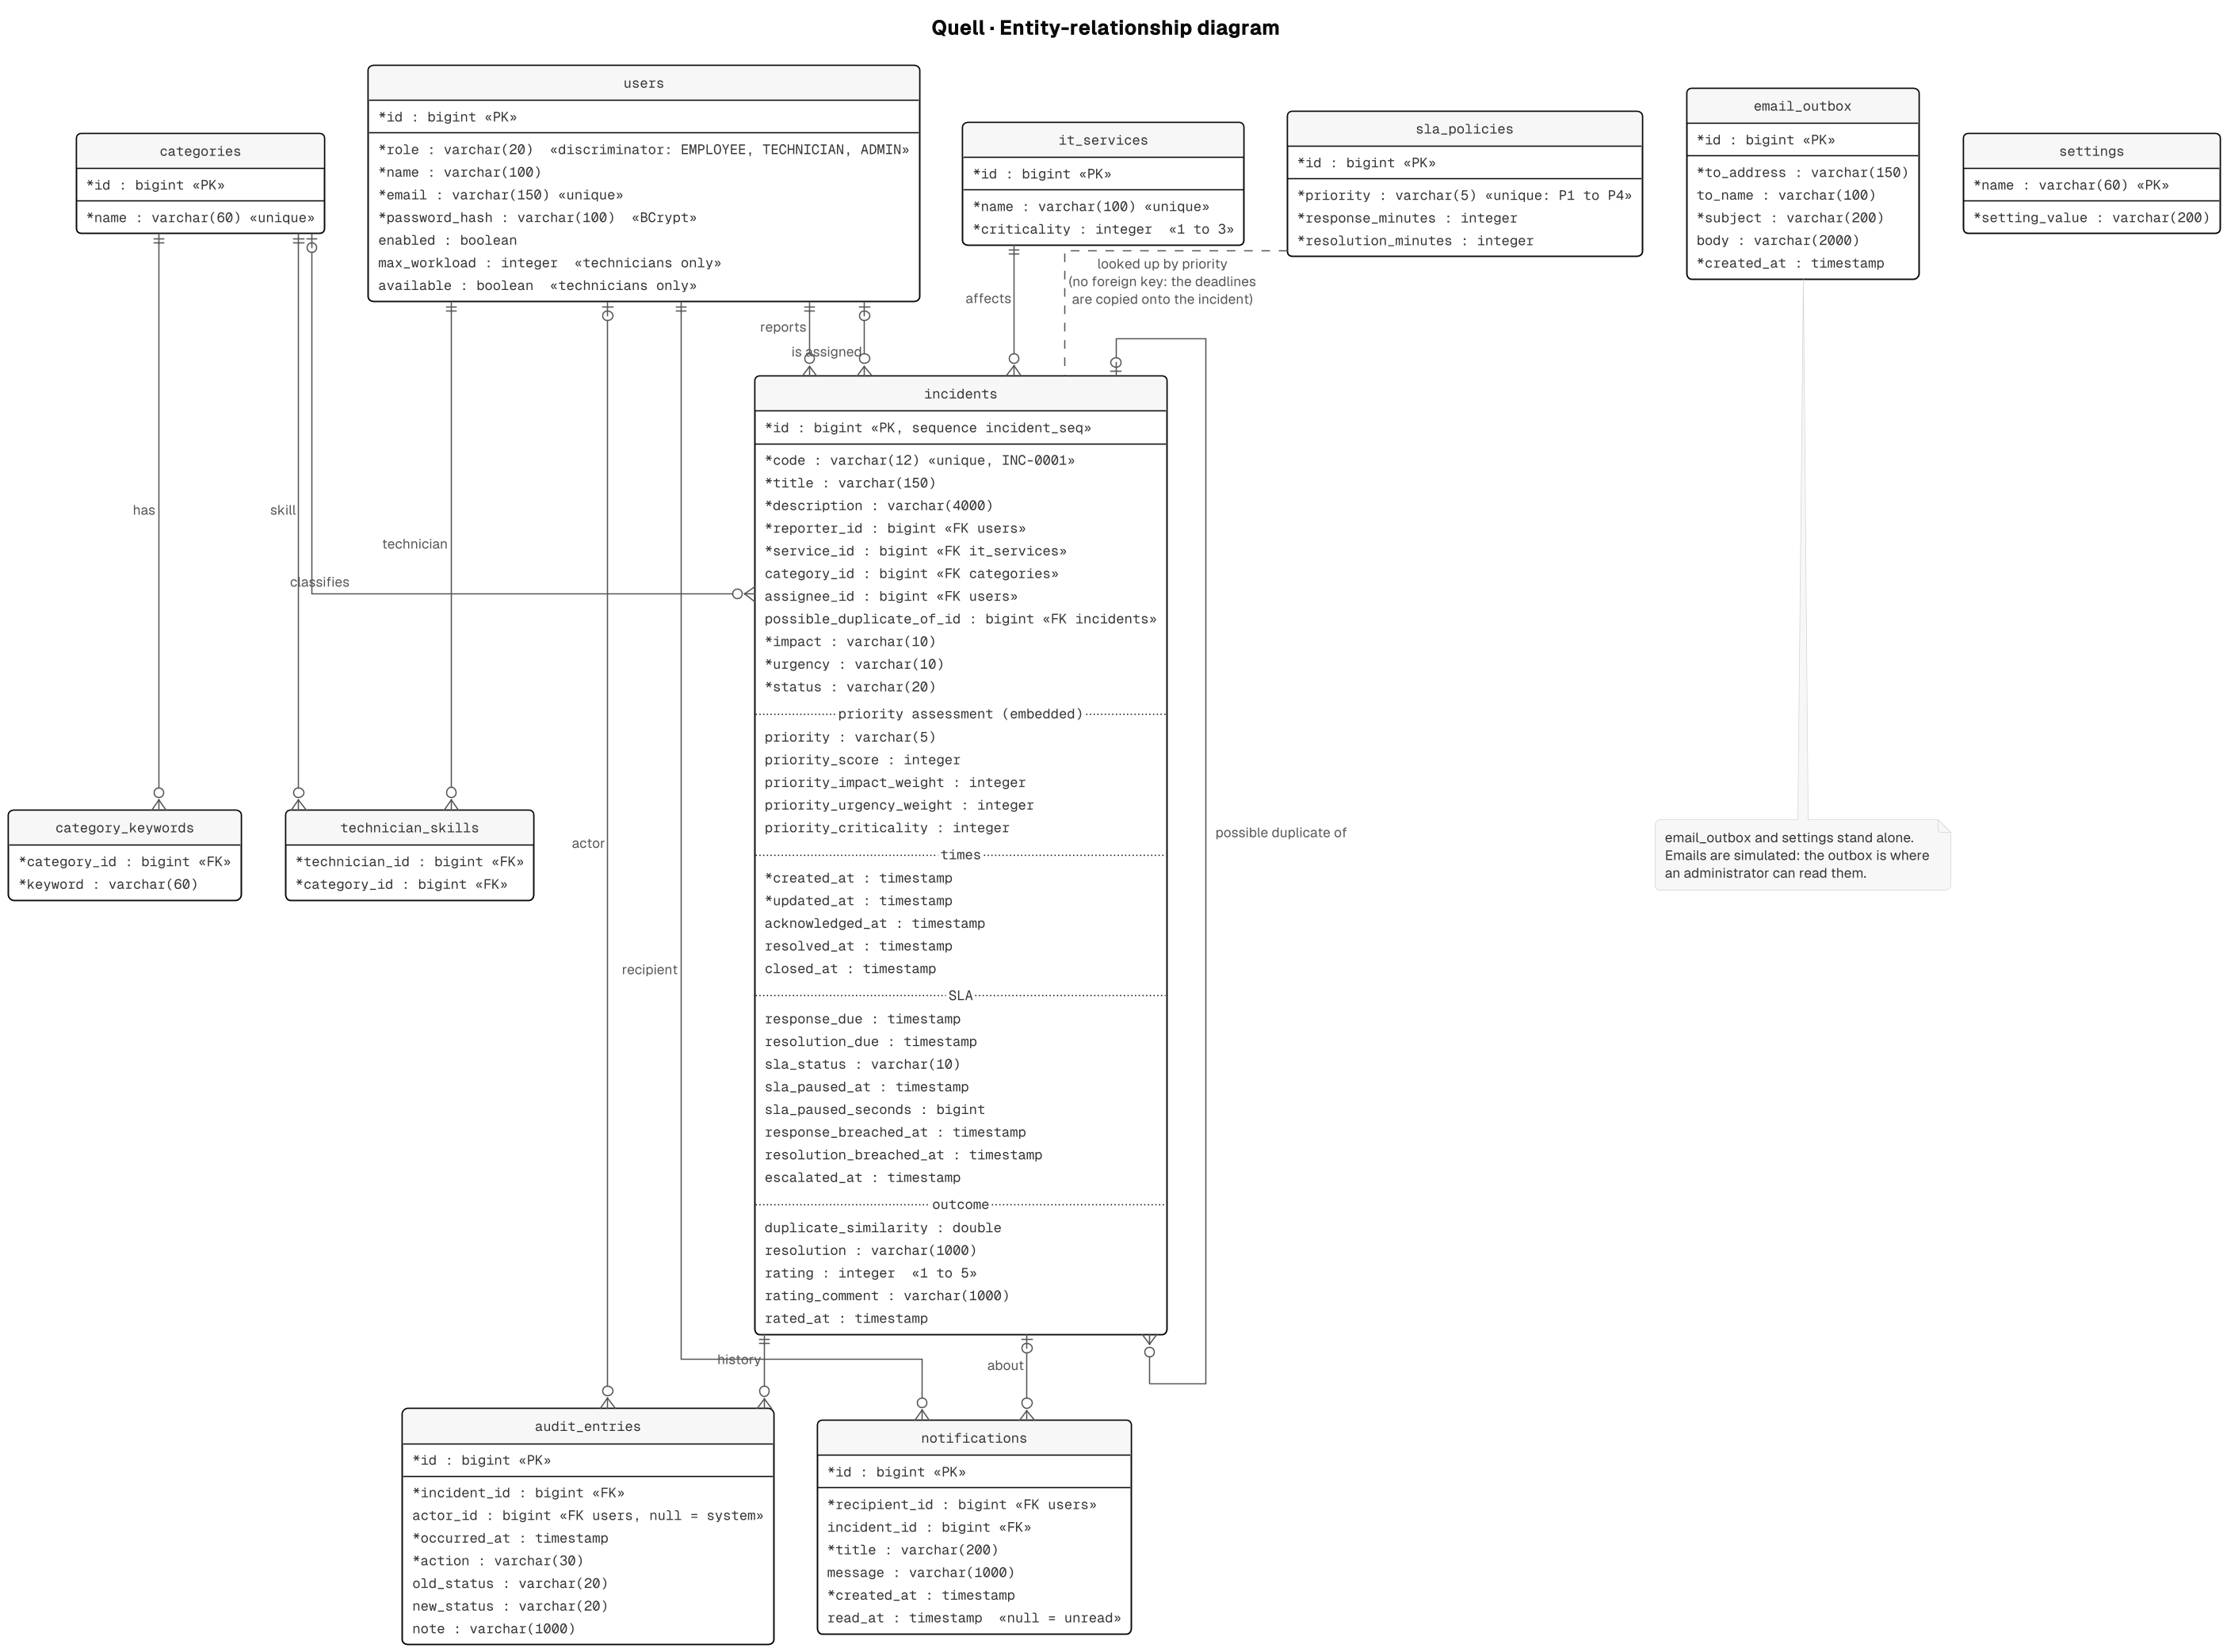 Quell · Entity-relationship diagram
categories
*id : bigint «PK»
*name : varchar(60) «unique»
users
*id : bigint «PK»
*role : varchar(20)  «discriminator: EMPLOYEE, TECHNICIAN, ADMIN»
*name : varchar(100)
*email : varchar(150) «unique»
*password_hash : varchar(100)  «BCrypt»
enabled : boolean
max_workload : integer  «technicians only»
available : boolean  «technicians only»
it_services
*id : bigint «PK»
*name : varchar(100) «unique»
*criticality : integer  «1 to 3»
sla_policies
*id : bigint «PK»
*priority : varchar(5) «unique: P1 to P4»
*response_minutes : integer
*resolution_minutes : integer
email_outbox
*id : bigint «PK»
*to_address : varchar(150)
to_name : varchar(100)
*subject : varchar(200)
body : varchar(2000)
*created_at : timestamp
settings
*name : varchar(60) «PK»
*setting_value : varchar(200)
looked up by priority
(no foreign key: the deadlines
are copied onto the incident)
affects
reports
is assigned
incidents
*id : bigint «PK, sequence incident_seq»
*code : varchar(12) «unique, INC-0001»
*title : varchar(150)
*description : varchar(4000)
*reporter_id : bigint «FK users»
*service_id : bigint «FK it_services»
category_id : bigint «FK categories»
assignee_id : bigint «FK users»
possible_duplicate_of_id : bigint «FK incidents»
*impact : varchar(10)
*urgency : varchar(10)
*status : varchar(20)
priority assessment (embedded)
priority : varchar(5)
priority_score : integer
priority_impact_weight : integer
priority_urgency_weight : integer
priority_criticality : integer
times
*created_at : timestamp
*updated_at : timestamp
acknowledged_at : timestamp
resolved_at : timestamp
closed_at : timestamp
SLA
response_due : timestamp
resolution_due : timestamp
sla_status : varchar(10)
sla_paused_at : timestamp
sla_paused_seconds : bigint
response_breached_at : timestamp
resolution_breached_at : timestamp
escalated_at : timestamp
outcome
duplicate_similarity : double
resolution : varchar(1000)
rating : integer  «1 to 5»
rating_comment : varchar(1000)
rated_at : timestamp
has
skill
technician
classifies
category_keywords
*category_id : bigint «FK»
*keyword : varchar(60)
technician_skills
*technician_id : bigint «FK»
*category_id : bigint «FK»
actor
recipient
possible duplicate of
email_outbox and settings stand alone.
Emails are simulated: the outbox is where
an administrator can read them.
history
about
audit_entries
*id : bigint «PK»
*incident_id : bigint «FK»
actor_id : bigint «FK users, null = system»
*occurred_at : timestamp
*action : varchar(30)
old_status : varchar(20)
new_status : varchar(20)
note : varchar(1000)
notifications
*id : bigint «PK»
*recipient_id : bigint «FK users»
incident_id : bigint «FK»
*title : varchar(200)
message : varchar(1000)
*created_at : timestamp
read_at : timestamp  «null = unread»